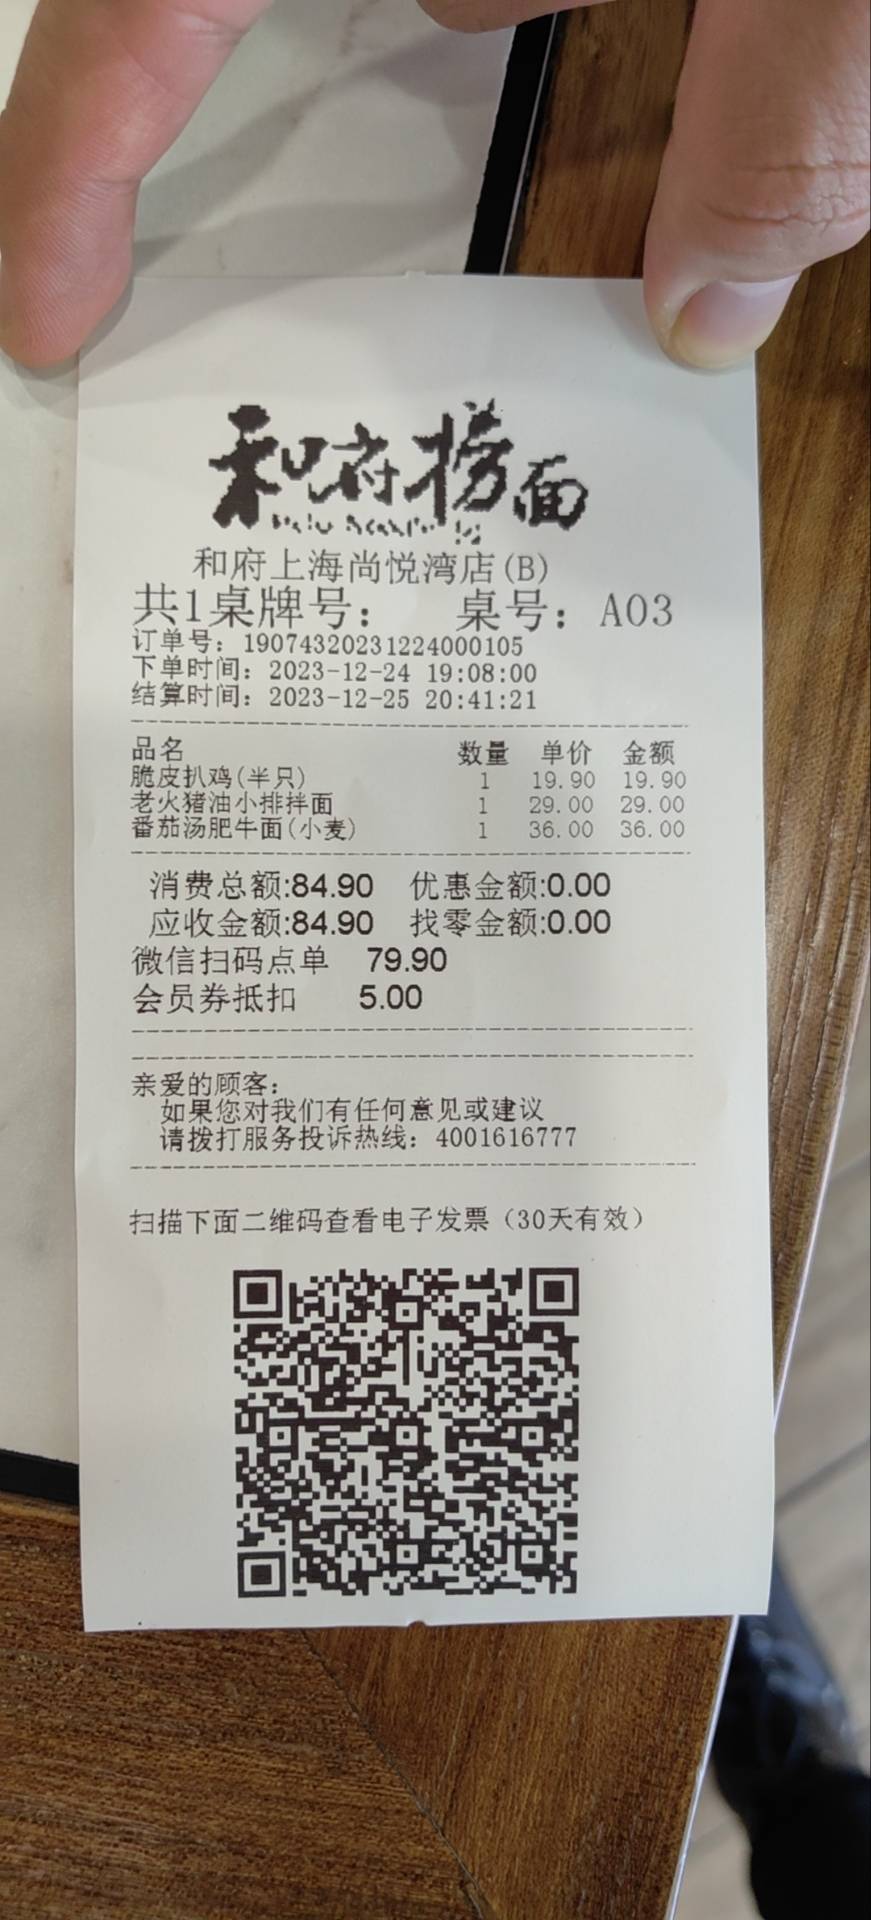 和府捞面
和府上海尚悦湾店(B)
共1桌牌号： 桌号：A03
订单号：19074320231224000105
下单时间：2023-12-24 19:08:00
结算时间：2023-12-25 20:41:21
品名 数量 单价 金额
脆皮扒鸡(半只) 1 19.90 19.90
老火猪油小排拌面 1 29.00 29.00
番茄汤肥牛面(小麦) 1 36.00 36.00
消费总额:84.90 优惠金额:0.00
应收金额:84.90 找零金额:0.00
微信扫码点单 79.90
会员券抵扣 5.00
亲爱的顾客：
如果您对我们有任何意见或建议
请拨打服务投诉热线：4001616777
扫描下面二维码查看电子发票（30天有效）